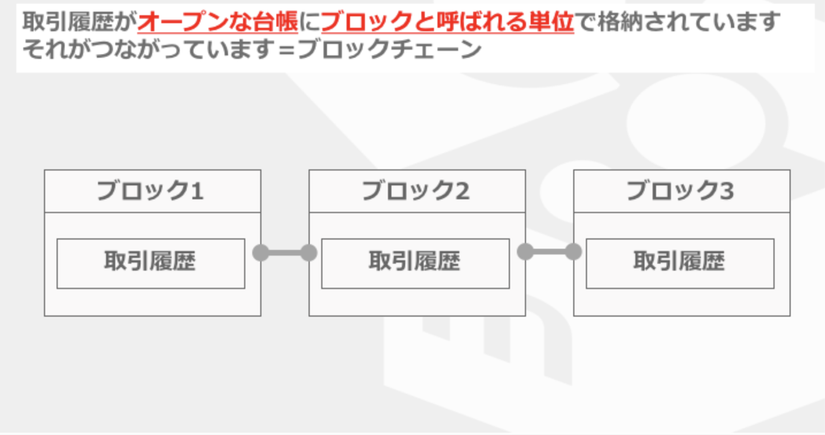 取引履歴がオープンな台帳にブロックと呼ばれる単位で格納されています
それがつながっています＝ブロックチェーン
ブロック1
ブロック2
ブロック3
取引履歴
取引履歴
取引履歴